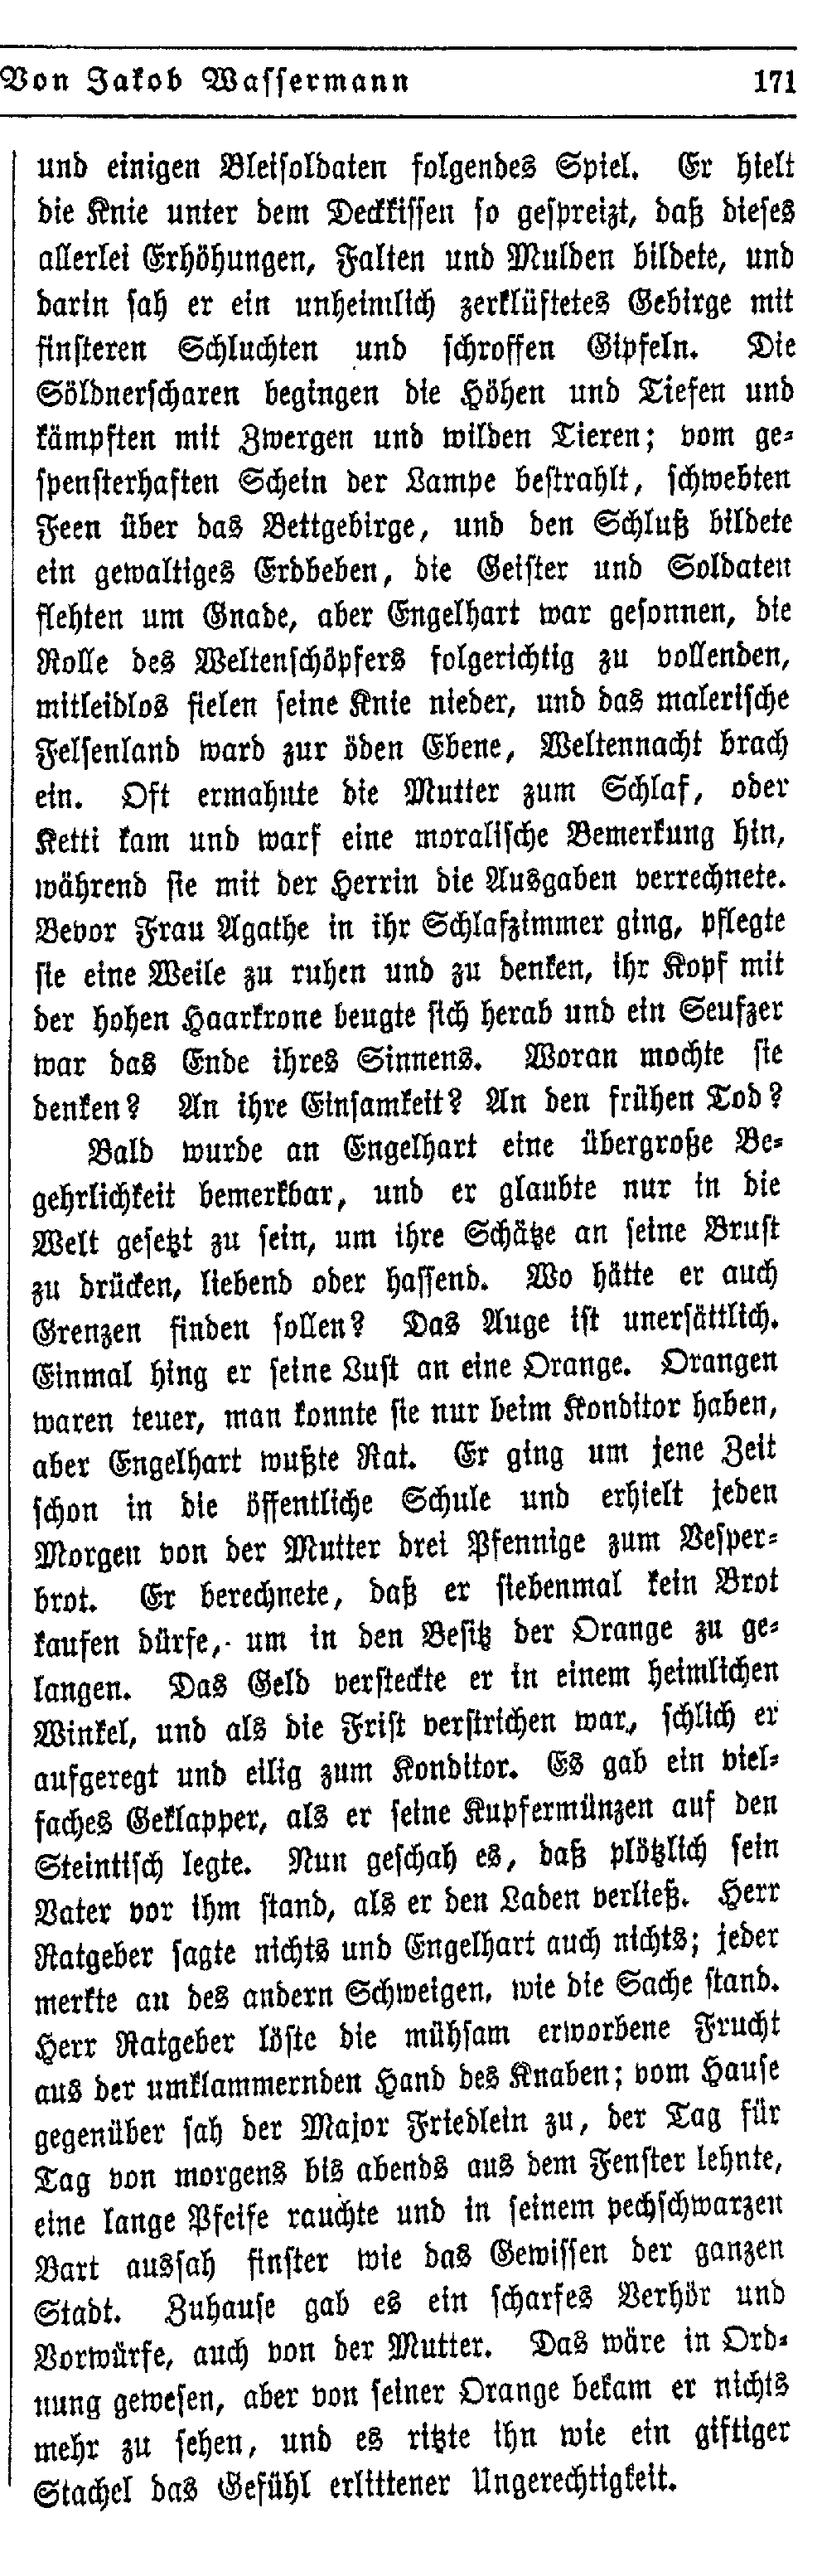 Von Jakob Wassermann 171
und einigen Bleisoldaten folgendes Spiel. Er hielt
die Knie unter dem Deckkissen so gespreizt, daß dieses
allerlei Erhöhungen, Falten und Mulden bildete, und
darin sah er ein unheimlich zerklüftetes Gebirge mit
finsteren Schluchten und schroffen Gipfeln. Die
Söldnerscharen begingen die Höhen und Tiefen und
kämpften mit Zwergen und wilden Tieren; vom ge-
spensterhaften Schein der Lampe bestrahlt, schwebten
Feen über das Bettgebirge, und den Schluß bildete
ein gewaltiges Erdbeben, die Geister und Soldaten
flehten um Gnade, aber Engelhart war gesonnen, die
Rolle des Weltenschöpfers folgerichtig zu vollenden,
mitleidlos fielen seine Knie nieder, und das malerische
Felsenland ward zur öden Ebene, Weltennacht brach
ein. Oft ermahnte die Mutter zum Schlaf, oder
Ketti kam und warf eine moralische Bemerkung hin,
während sie mit der Herrin die Ausgaben verrechnete.
Bevor Frau Agathe in ihr Schlafzimmer ging, pflegte
sie eine Weile zu ruhen und zu denken, ihr Kopf mit
der hohen Haarkrone beugte sich herab und ein Seufzer
war das Ende ihres Sinnens. Woran mochte sie
denken? An ihre Einsamkeit? An den frühen Tod?
Bald wurde an Engelhart eine übergroße Be-
gehrlichkeit bemerkbar, und er glaubte nur in die
Welt gesetzt zu sein, um ihre Schätze an seine Brust
zu drücken, liebend oder hassend. Wo hätte er auch
Grenzen finden sollen? Das Auge ist unersättlich.
Einmal hing er seine Lust an eine Orange. Orangen
waren teuer, man konnte sie nur beim Konditor haben,
aber Engelhart wußte Rat. Er ging um jene Zeit
schon in die öffentliche Schule und erhielt jeden
Morgen von der Mutter drei Pfennige zum Vesper-
brot. Er berechnete, daß er siebenmal kein Brot
kaufen dürfe, um in den Besitz der Orange zu ge-
langen. Das Geld versteckte er in einem heimlichen
Winkel, und als die Frist verstrichen war, schlich er
aufgeregt und eilig zum Konditor. Es gab ein viel-
faches Geklapper, als er seine Kupfermünzen auf den
Steintisch legte. Nun geschah es, daß plötzlich sein
Vater vor ihm stand, als er den Laden verließ. Herr
Ratgeber sagte nichts und Engelhart auch nichts; jeder
merkte an des andern Schweigen, wie die Sache stand.
Herr Ratgeber löste die mühsam erworbene Frucht
aus der umklammernden Hand des Knaben; vom Hause
gegenüber sah der Major Friedlein zu, der Tag für
Tag von morgens bis abends aus dem Fenster lehnte,
eine lange Pfeife rauchte und in seinem pechschwarzen
Bart aussah finster wie das Gewissen der ganzen
Stadt. Zuhause gab es ein scharfes Verhör und
Vorwürfe, auch von der Mutter. Das wäre in Ord-
nung gewesen, aber von seiner Orange bekam er nichts
mehr zu sehen, und es ritzte ihn wie ein giftiger
Stachel das Gefühl erlittener Ungerechtigkeit.